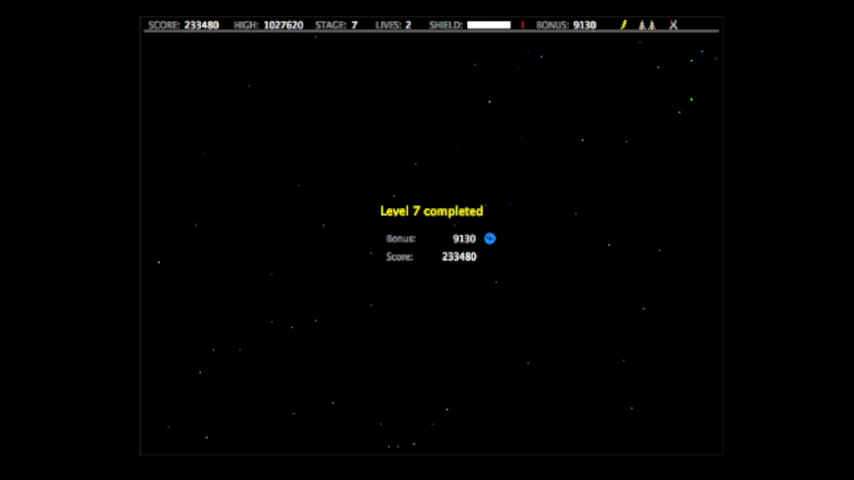 SCORE: 233480 HIGH: 1027620 STAGE: 7 LIVES: 2 SHIELD: BONUS: 9130
Level 7 completed
Bonus: 9130
Score: 233480